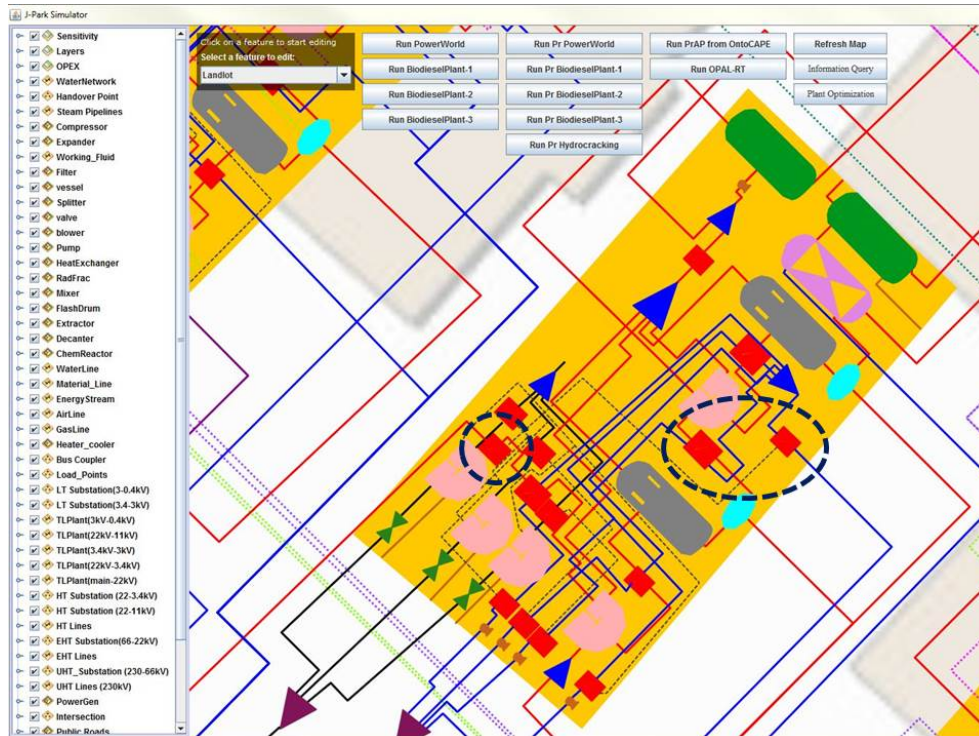 J-Park Simulator
Sensitivity
Layers
OPEX
WaterNetwork
Handover Point
Steam Pipelines
Compressor
Expander
Working_Fluid
Filter
vessel
Splitter
valve
blower
Pump
HeatExchanger
RadFrac
Mixer
FlashDrum
Extractor
Decanter
ChemReactor
WaterLine
Material_Line
EnergyStream
AirLine
GasLine
Heater_cooler
Bus Coupler
Load_Points
LT Substation(3-0.4kV)
LT Substation(3.4-3kV)
TLPlant(3kV-0.4kV)
TLPlant(22kV-11kV)
TLPlant(3.4kV-3kV)
TLPlant(22kV-3.4kV)
TLPlant(main-22kV)
HT Substation (22-3.4kV)
HT Substation (22-11kV)
HT Lines
EHT Substation(66-22kV)
EHT Lines
UHT_Substation (230-66kV)
UHT Lines (230kV)
PowerGen
Intersection
Public Roads
Click on a feature to start editing
Select a feature to edit:
Landlot
Run PowerWorld
Run BiodieselPlant-1
Run BiodieselPlant-2
Run BiodieselPlant-3
Run Pr PowerWorld
Run Pr BiodieselPlant-1
Run Pr BiodieselPlant-2
Run Pr BiodieselPlant-3
Run Pr Hydrocracking
Run PrAP from OntoCAPE
Run OPAL-RT
Refresh Map
Information Query
Plant Optimization